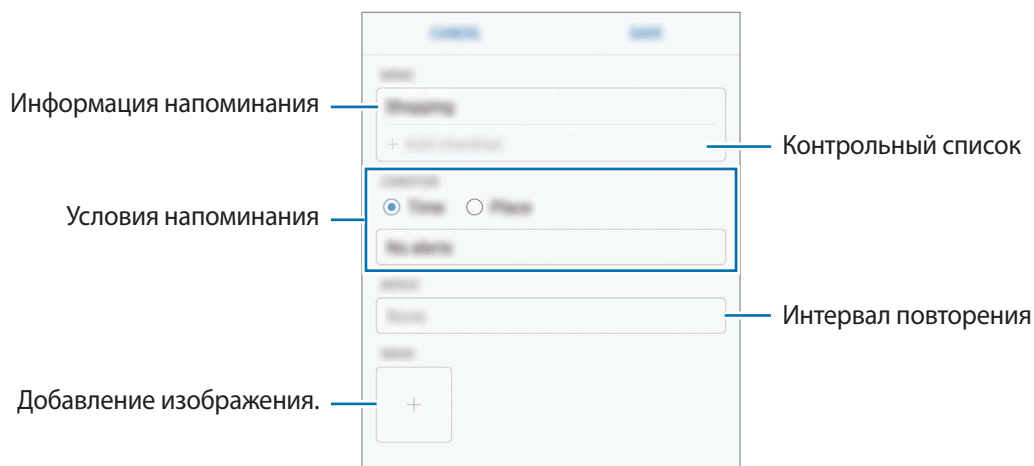 CANCEL
SAVE
Информация напоминания
Shopping
+ Add checklist
Контрольный список
Условия напоминания
Time
Place
No alerts
None
Интервал повторения
Добавление изображения.
+